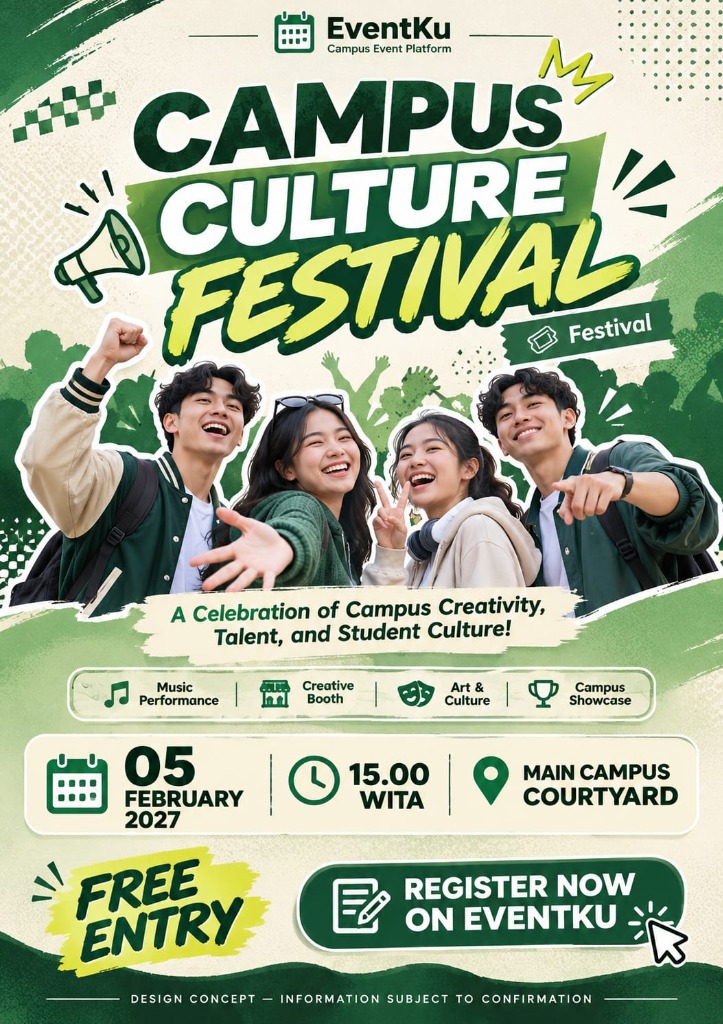 EventKu
Campus Event Platform
CAMPUS
CULTURE
FESTIVAL
Festival
A Celebration of Campus Creativity,
Talent, and Student Culture!
Music
Performance
Creative
Booth
Art &
Culture
Campus
Showcase
05
FEBRUARY
2027
15.00
WITA
MAIN CAMPUS
COURTYARD
FREE
ENTRY
REGISTER NOW
ON EVENTKU
DESIGN CONCEPT — INFORMATION SUBJECT TO CONFIRMATION